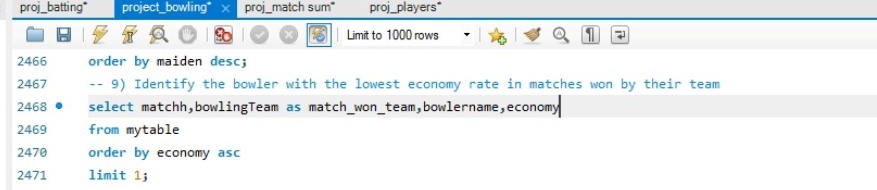 proj_batting* project_bowling* × proj_match sum* proj_players*
Limit to 1000 rows
2466 order by maiden desc;
2467 -- 9) Identify the bowler with the lowest economy rate in matches won by their team
2468 select matchh,bowlingTeam as match_won_team,bowlername,economy
2469 from mytable
2470 order by economy asc
2471 limit 1;